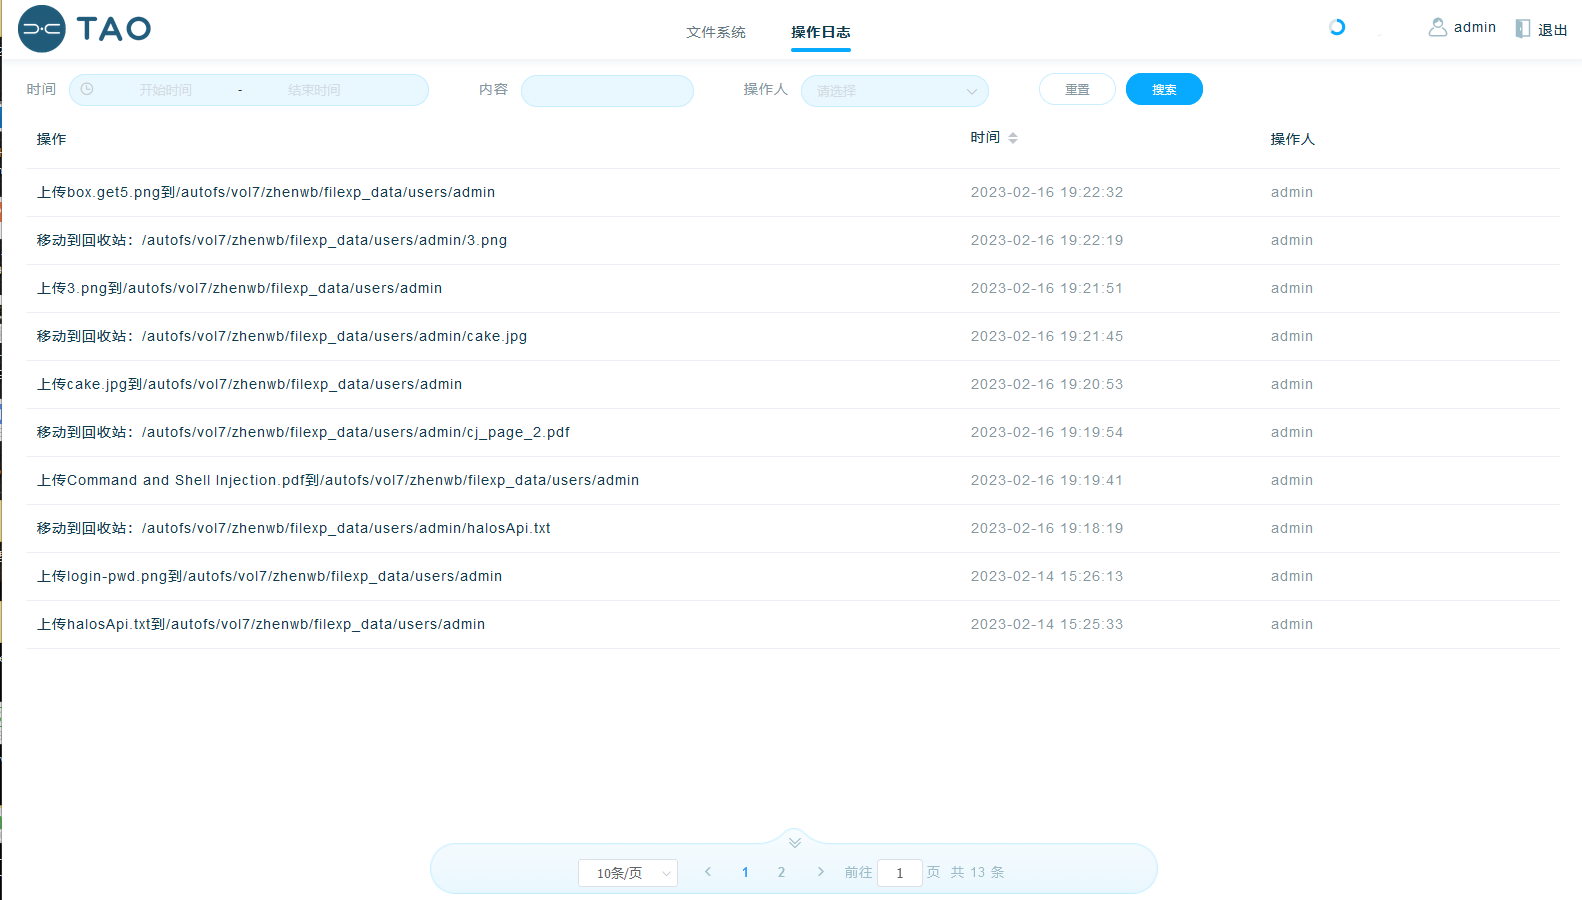 TAO
文件系统 操作日志
admin 退出
时间 开始时间 - 结束时间 内容 操作人 请选择 重置 搜索
操作 时间 操作人
上传box.get5.png到/autofs/vol7/zhenwb/filexp_data/users/admin 2023-02-16 19:22:32 admin
移动到回收站：/autofs/vol7/zhenwb/filexp_data/users/admin/3.png 2023-02-16 19:22:19 admin
上传3.png到/autofs/vol7/zhenwb/filexp_data/users/admin 2023-02-16 19:21:51 admin
移动到回收站：/autofs/vol7/zhenwb/filexp_data/users/admin/cake.jpg 2023-02-16 19:21:45 admin
上传cake.jpg到/autofs/vol7/zhenwb/filexp_data/users/admin 2023-02-16 19:20:53 admin
移动到回收站：/autofs/vol7/zhenwb/filexp_data/users/admin/cj_page_2.pdf 2023-02-16 19:19:54 admin
上传Command and Shell Injection.pdf到/autofs/vol7/zhenwb/filexp_data/users/admin 2023-02-16 19:19:41 admin
移动到回收站：/autofs/vol7/zhenwb/filexp_data/users/admin/halosApi.txt 2023-02-16 19:18:19 admin
上传login-pwd.png到/autofs/vol7/zhenwb/filexp_data/users/admin 2023-02-14 15:26:13 admin
上传halosApi.txt到/autofs/vol7/zhenwb/filexp_data/users/admin 2023-02-14 15:25:33 admin
10条/页 1 2 前往 1 页 共 13 条